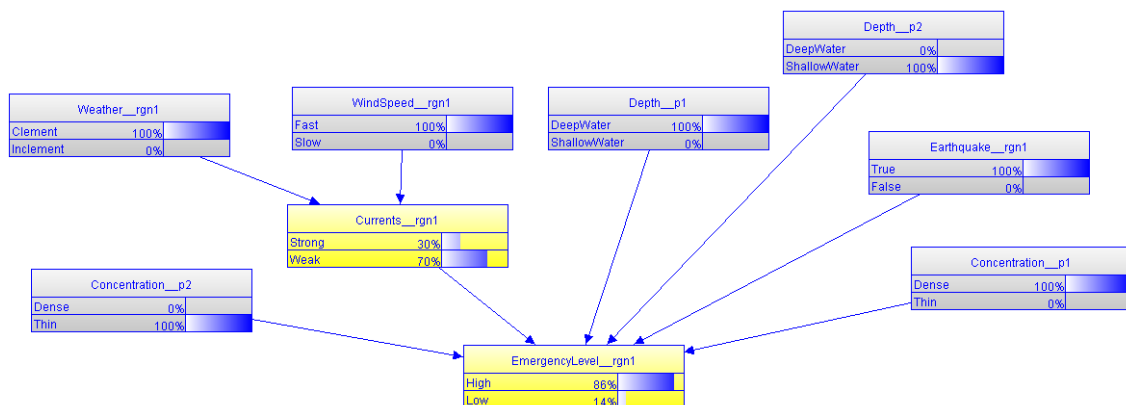 Depth__p2
DeepWater 0%
ShallowWater 100%
Weather__rgn1
Clement 100%
Inclement 0%
WindSpeed__rgn1
Fast 100%
Slow 0%
Depth__p1
DeepWater 100%
ShallowWater 0%
Earthquake__rgn1
True 100%
False 0%
Currents__rgn1
Strong 30%
Weak 70%
Concentration__p2
Dense 0%
Thin 100%
Concentration__p1
Dense 100%
Thin 0%
EmergencyLevel__rgn1
High 86%
Low 14%